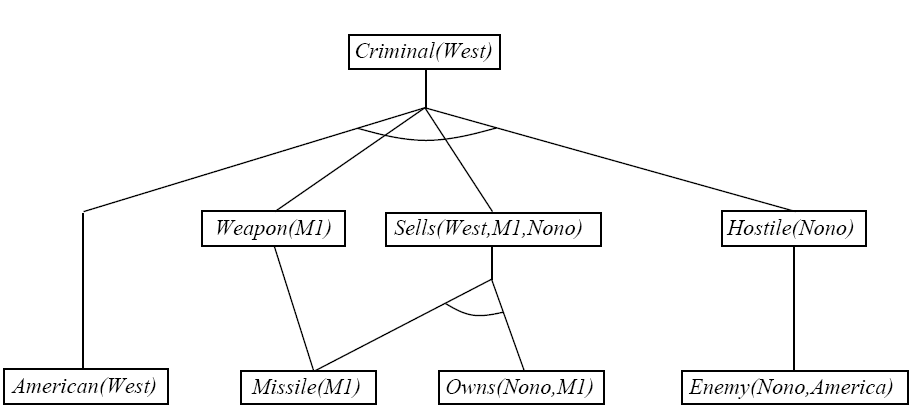 Criminal(West)
Weapon(M1)
Sells(West,M1,Nono)
Hostile(Nono)
American(West)
Missile(M1)
Owns(Nono,M1)
Enemy(Nono,America)